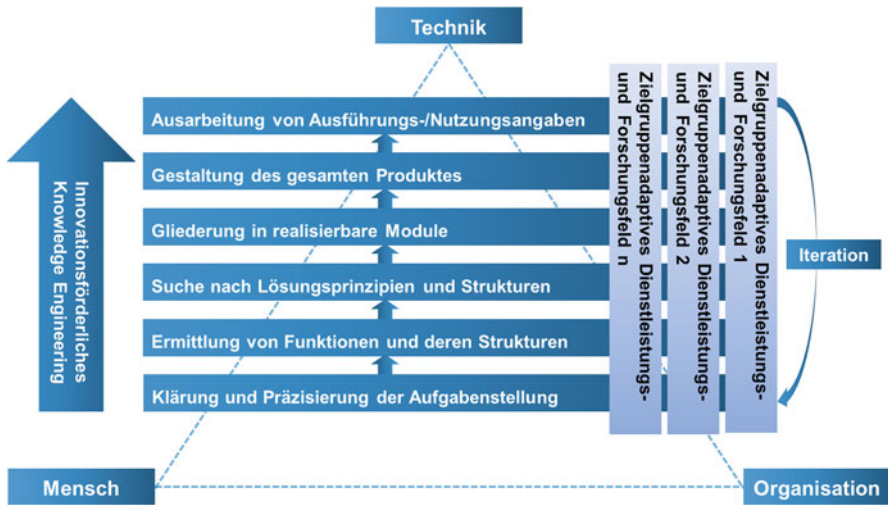 Technik
Innovationsförderliches
Knowledge Engineering
Ausarbeitung von Ausführungs-/Nutzungsangaben
Gestaltung des gesamten Produktes
Gliederung in realisierbare Module
Suche nach Lösungsprinzipien und Strukturen
Ermittlung von Funktionen und deren Strukturen
Klärung und Präzisierung der Aufgabenstellung
Zielgruppenadaptives Dienstleistungs-
und Forschungsfeld n
Zielgruppenadaptives Dienstleistungs-
und Forschungsfeld 2
Zielgruppenadaptives Dienstleistungs-
und Forschungsfeld 1
Iteration
Mensch
Organisation